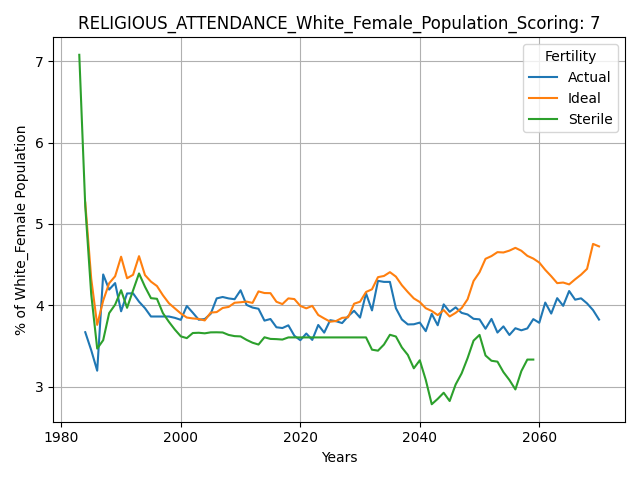 RELIGIOUS_ATTENDANCE_White_Female_Population_Scoring: 7
Fertility
Actual
Ideal
Sterile
% of White_Female Population
7
6
5
4
3
1980 2000 2020 2040 2060
Years